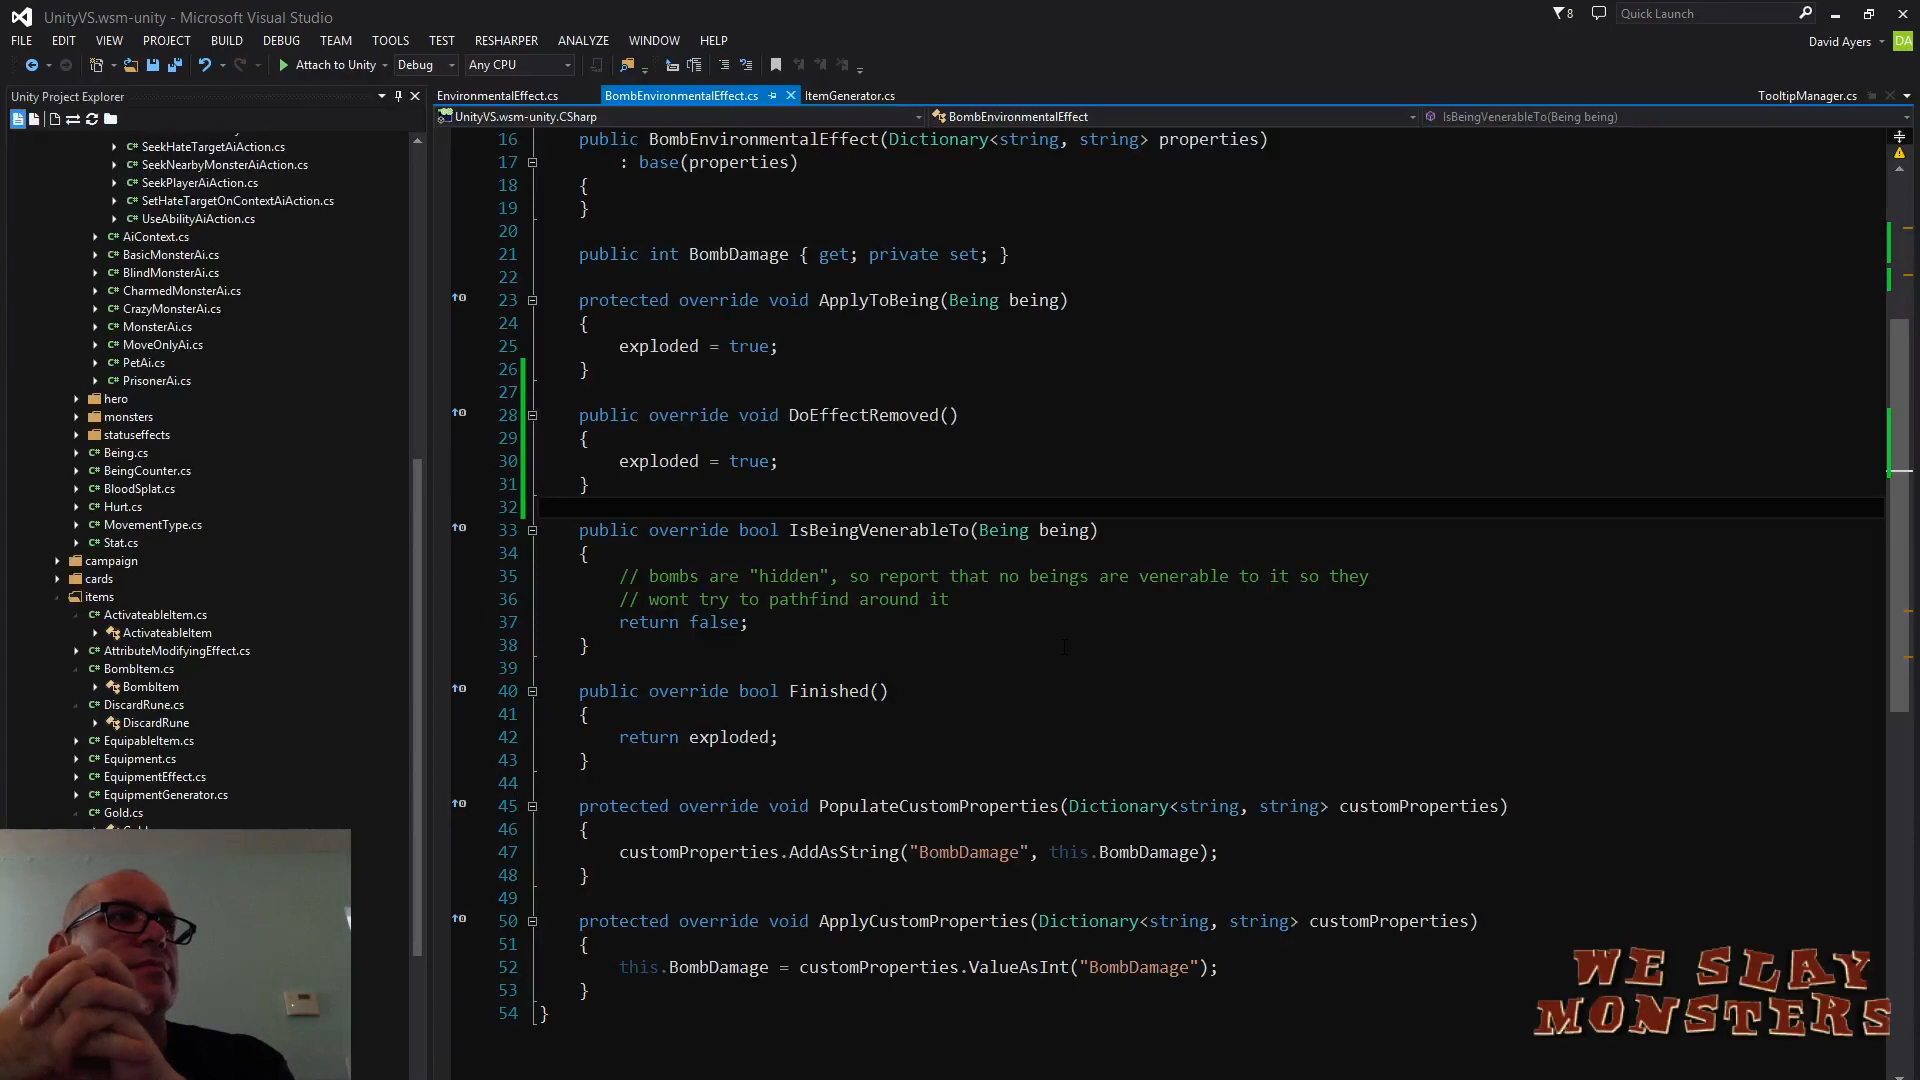 UnityVS.wsm-unity - Microsoft Visual Studio
8
Quick Launch
FILE EDIT VIEW PROJECT BUILD DEBUG TEAM TOOLS TEST RESHARPER ANALYZE WINDOW HELP
David Ayers DA
Attach to Unity Debug Any CPU
Unity Project Explorer
EnvironmentalEffect.cs BombEnvironmentalEffect.cs ItemGenerator.cs TooltipManager.cs
UnityVS.wsm-unity.CSharp BombEnvironmentalEffect IsBeingVenerableTo(Being being)
SeekHateTargetAiAction.cs
SeekNearbyMonsterAiAction.cs
SeekPlayerAiAction.cs
SetHateTargetOnContextAiAction.cs
UseAbilityAiAction.cs
C# AiContext.cs
C# BasicMonsterAi.cs
C# BlindMonsterAi.cs
C# CharmedMonsterAi.cs
C# CrazyMonsterAi.cs
C# MonsterAi.cs
C# MoveOnlyAi.cs
C# PetAi.cs
C# PrisonerAi.cs
hero
monsters
statuseffects
C# Being.cs
C# BeingCounter.cs
C# BloodSplat.cs
C# Hurt.cs
C# MovementType.cs
C# Stat.cs
campaign
cards
items
C# ActivateableItem.cs
ActivateableItem
C# AttributeModifyingEffect.cs
C# BombItem.cs
BombItem
C# DiscardRune.cs
DiscardRune
C# EquipableItem.cs
C# Equipment.cs
C# EquipmentEffect.cs
C# EquipmentGenerator.cs
C# Gold.cs
16 public BombEnvironmentalEffect(Dictionary<string, string> properties)
17 : base(properties)
18 {
19 }
20
21 public int BombDamage { get; private set; }
22
23 protected override void ApplyToBeing(Being being)
24 {
25 exploded = true;
26 }
27
28 public override void DoEffectRemoved()
29 {
30 exploded = true;
31 }
32
33 public override bool IsBeingVenerableTo(Being being)
34 {
35 // bombs are "hidden", so report that no beings are venerable to it so they
36 // wont try to pathfind around it
37 return false;
38 }
39
40 public override bool Finished()
41 {
42 return exploded;
43 }
44
45 protected override void PopulateCustomProperties(Dictionary<string, string> customProperties)
46 {
47 customProperties.AddAsString("BombDamage", this.BombDamage);
48 }
49
50 protected override void ApplyCustomProperties(Dictionary<string, string> customProperties)
51 {
52 this.BombDamage = customProperties.ValueAsInt("BombDamage");
53 }
54 }
WE SLAY
MONSTERS